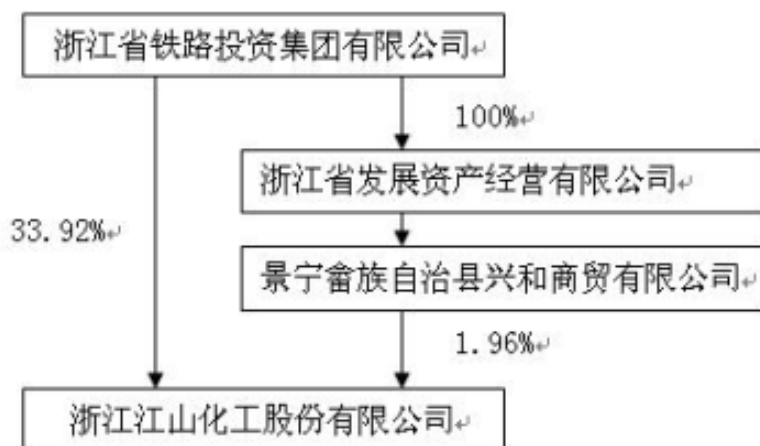 浙江省铁路投资集团有限公司
100%
浙江省发展资产经营有限公司
33.92%
景宁畲族自治县兴和商贸有限公司
1.96%
浙江江山化工股份有限公司